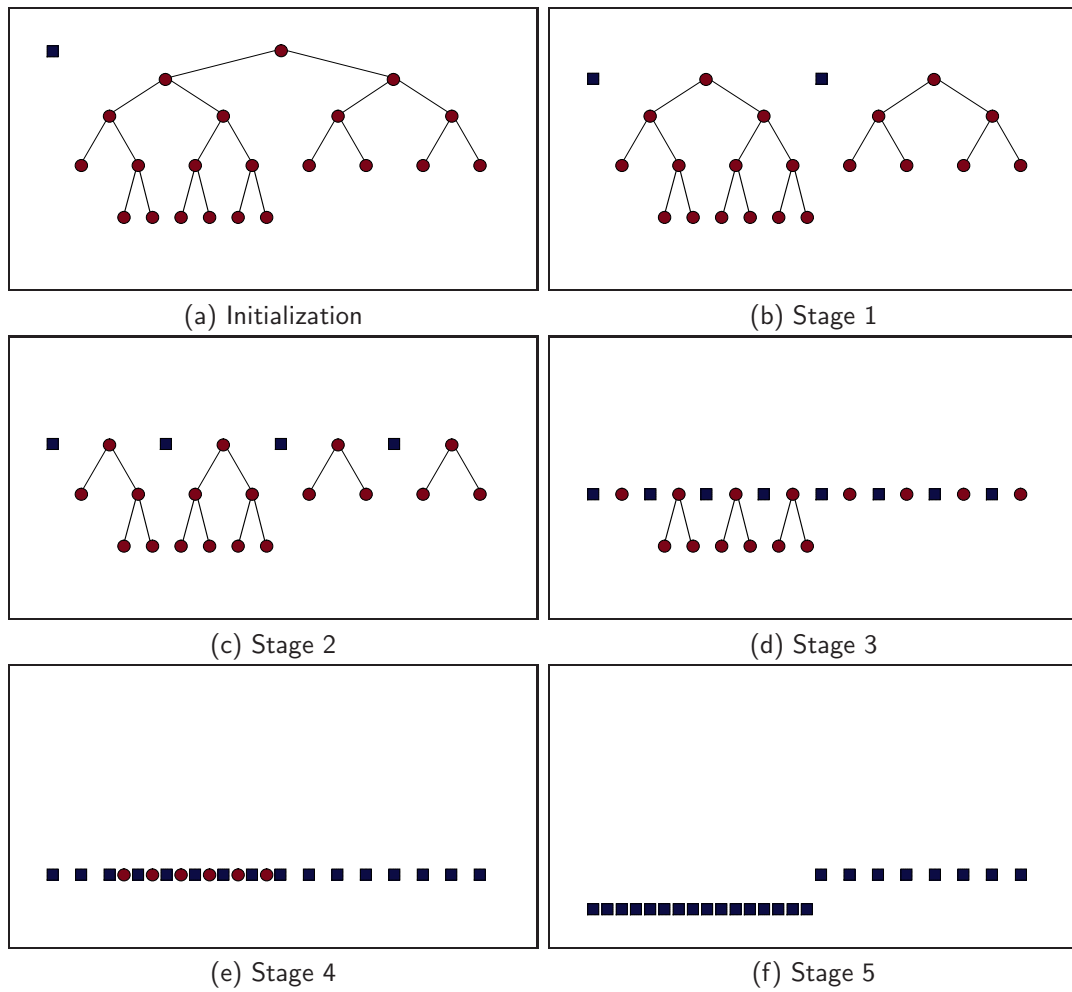 (a) Initialization
(b) Stage 1
(c) Stage 2
(d) Stage 3
(e) Stage 4
(f) Stage 5